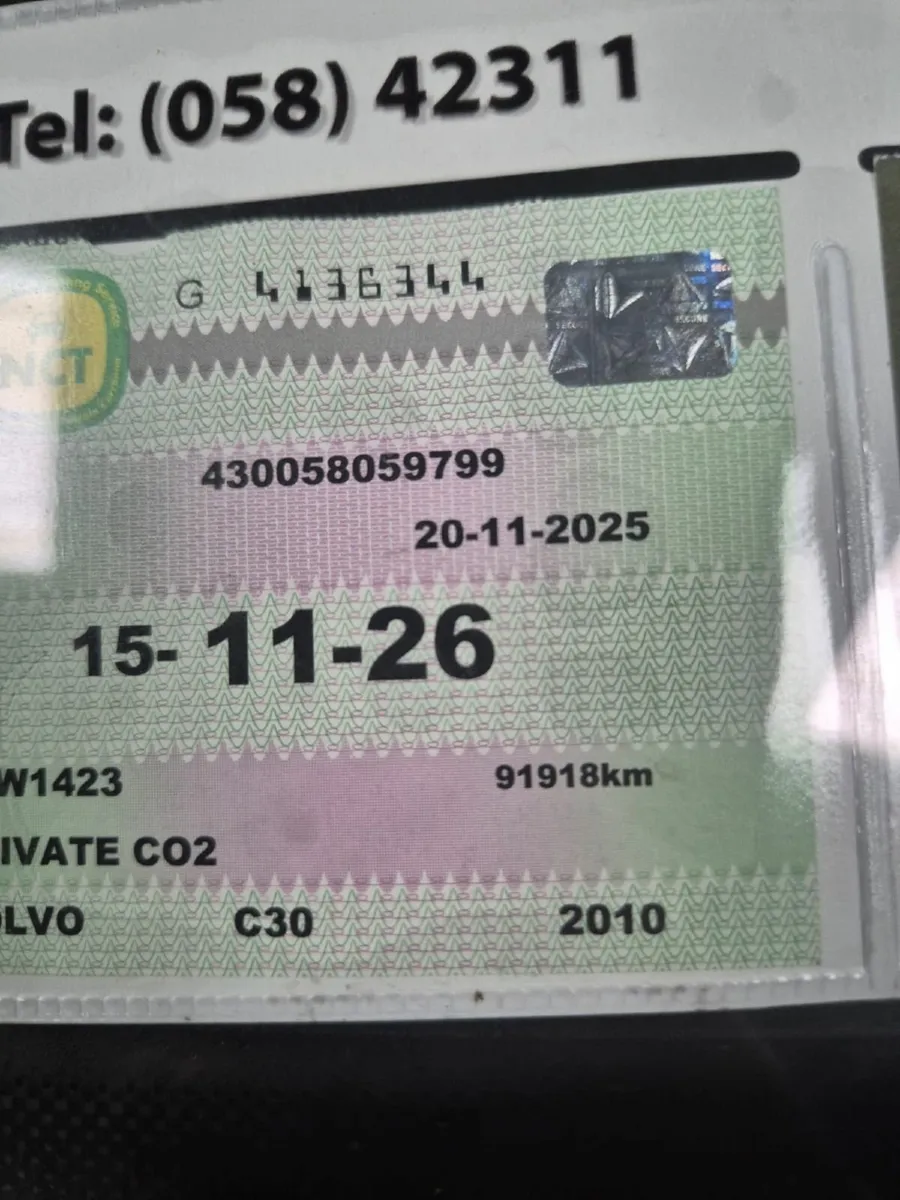 Tel: (058) 42311
G 4136344
NCT
430058059799
20-11-2025
15-11-26
W1423
91918km
IVATE CO2
LVO C30 2010